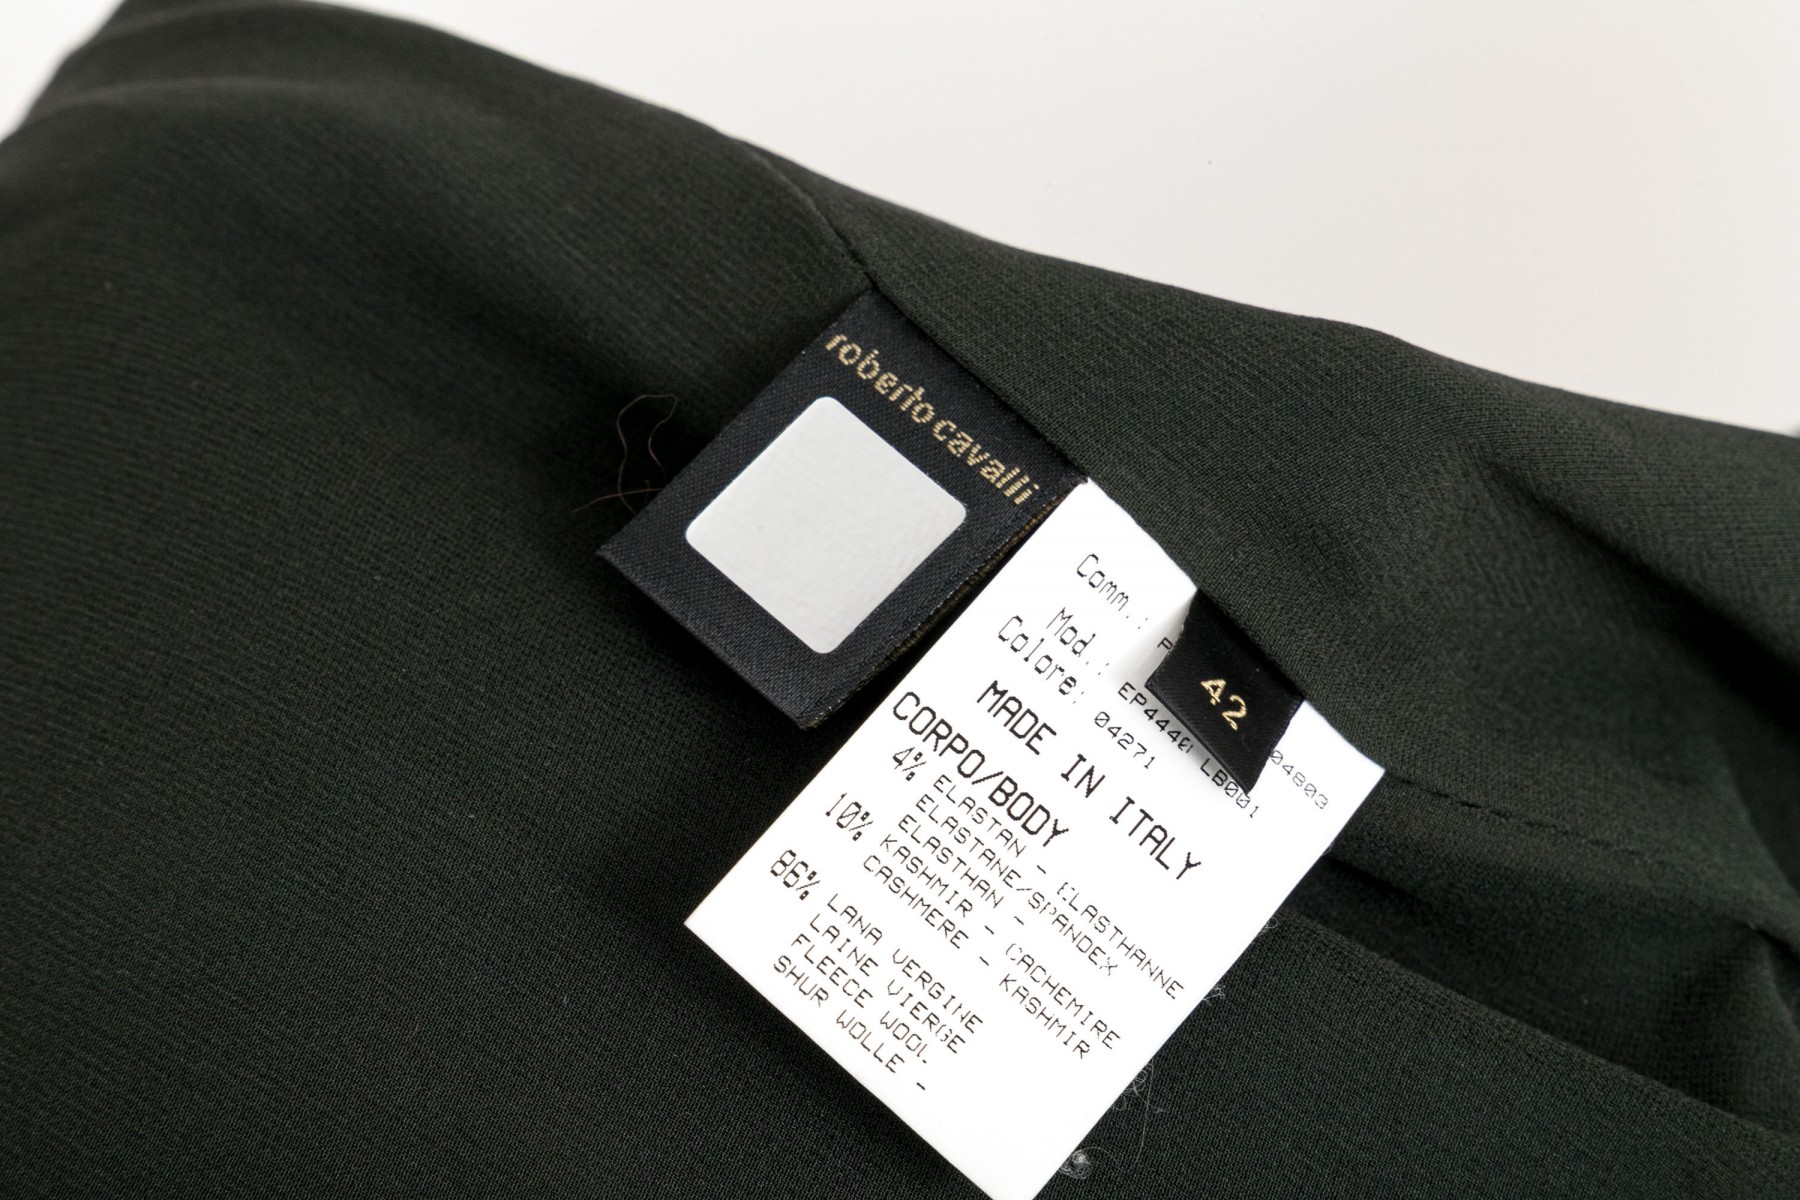 roberto cavalli
42
Comm.: 04803
Mod.: EP444 LB001
Colore: 04271
MADE IN ITALY
CORPO/BODY
4% ELASTAN - ELASTHANNE
ELASTANE/SPANDEX
ELASTHAN -
10% KASHMIR - CACHEMIRE
CASHMERE - KASHMIR
86% LANA VERGINE
LAINE VIERGE
FLEECE WOOL
SHUR WOLLE -